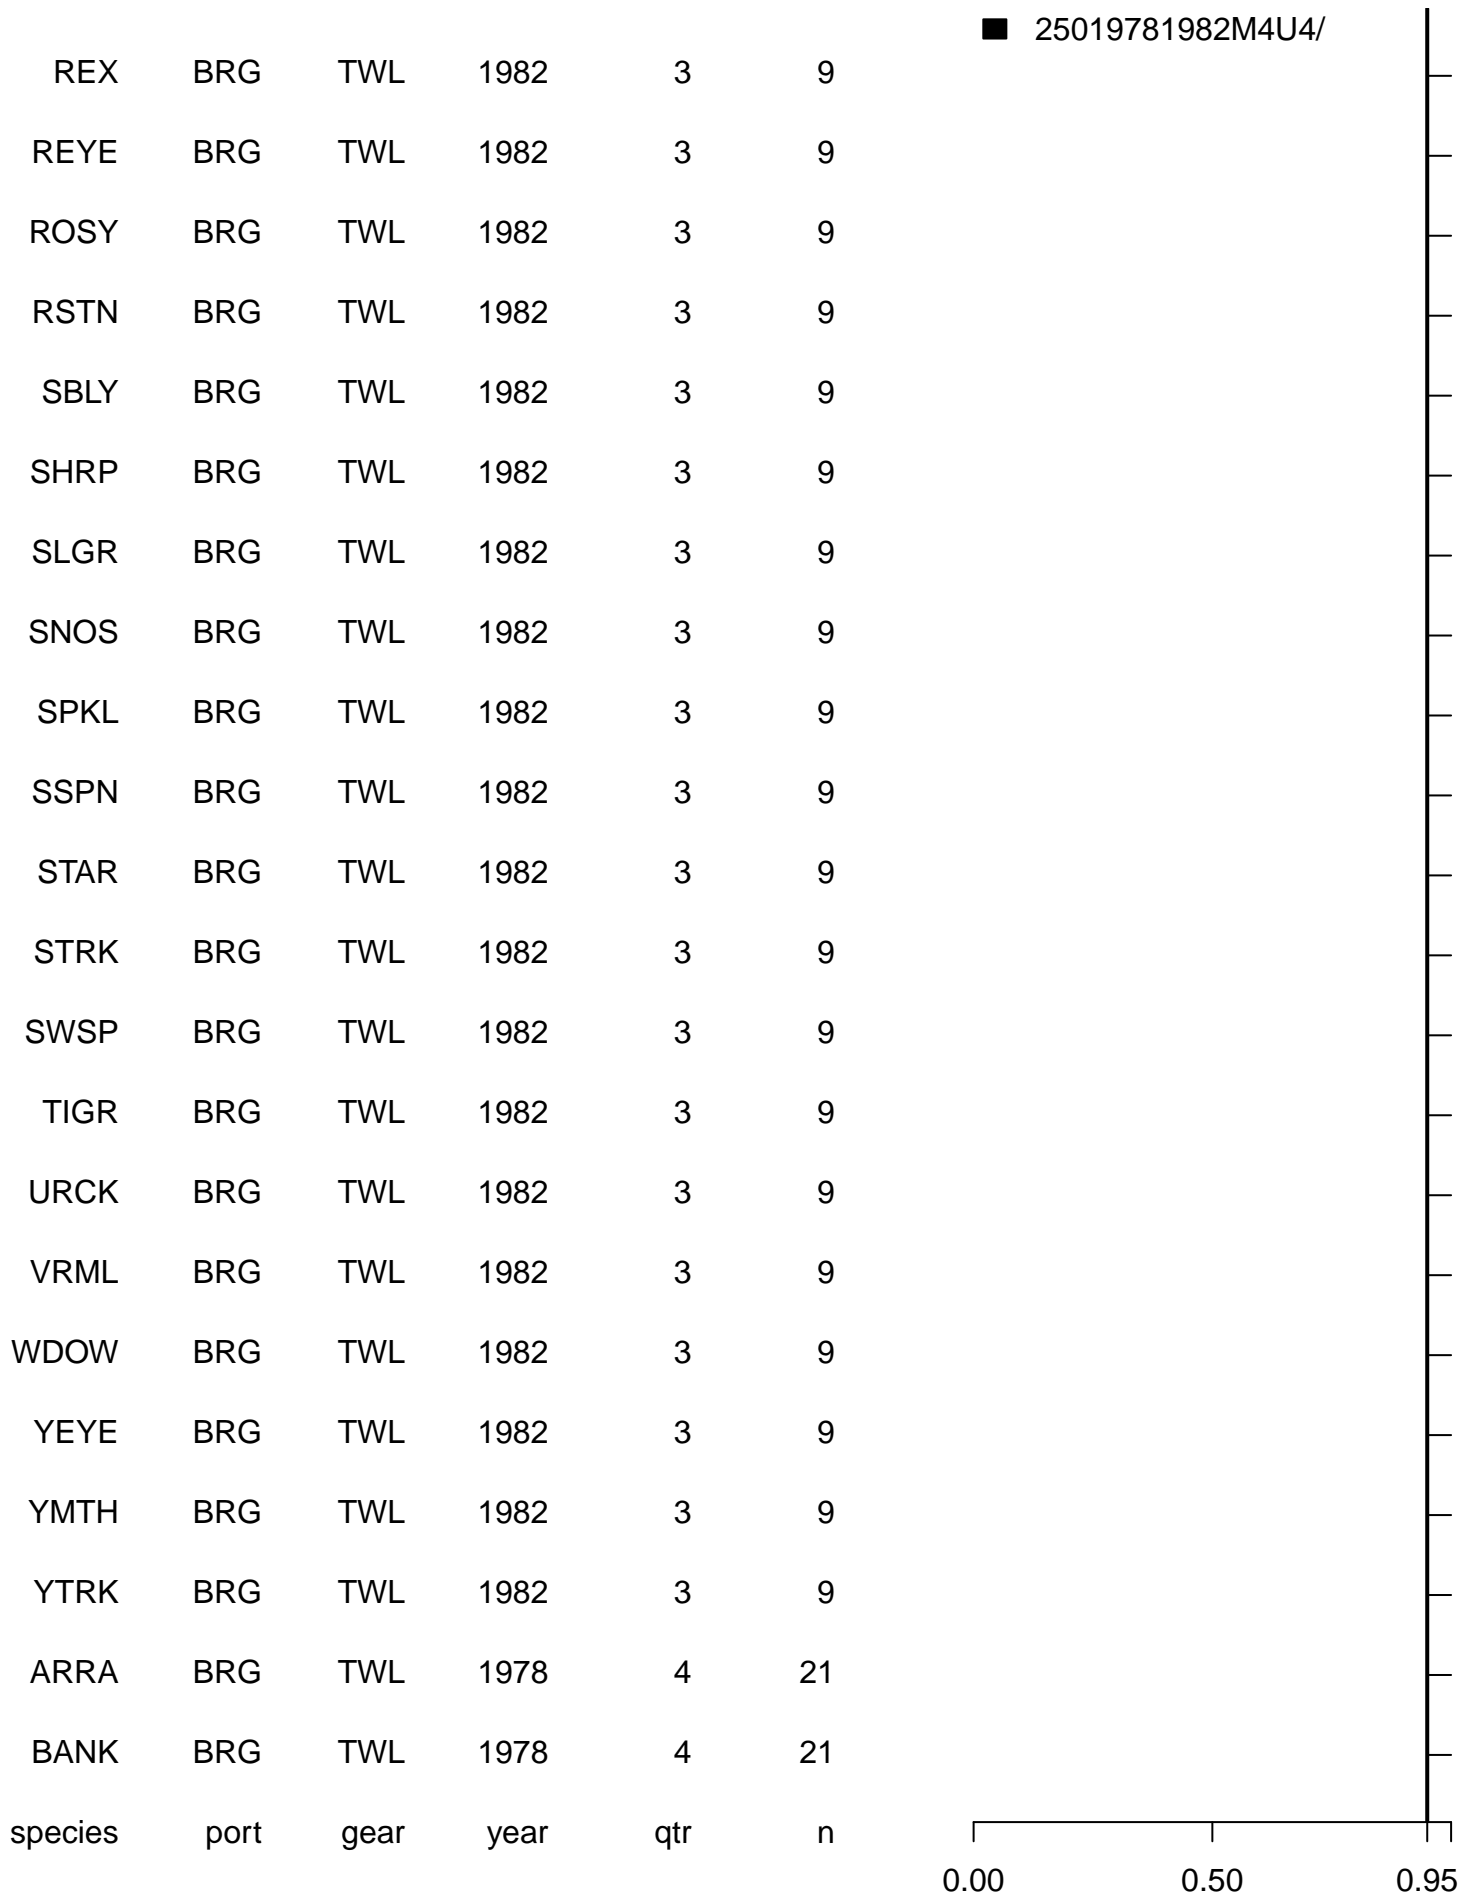 25019781982M4U4/
REX BRG TWL 1982 3 9
REYE BRG TWL 1982 3 9
ROSY BRG TWL 1982 3 9
RSTN BRG TWL 1982 3 9
SBLY BRG TWL 1982 3 9
SHRP BRG TWL 1982 3 9
SLGR BRG TWL 1982 3 9
SNOS BRG TWL 1982 3 9
SPKL BRG TWL 1982 3 9
SSPN BRG TWL 1982 3 9
STAR BRG TWL 1982 3 9
STRK BRG TWL 1982 3 9
SWSP BRG TWL 1982 3 9
TIGR BRG TWL 1982 3 9
URCK BRG TWL 1982 3 9
VRML BRG TWL 1982 3 9
WDOW BRG TWL 1982 3 9
YEYE BRG TWL 1982 3 9
YMTH BRG TWL 1982 3 9
YTRK BRG TWL 1982 3 9
ARRA BRG TWL 1978 4 21
BANK BRG TWL 1978 4 21
species port gear year qtr n
0.00 0.50 0.95